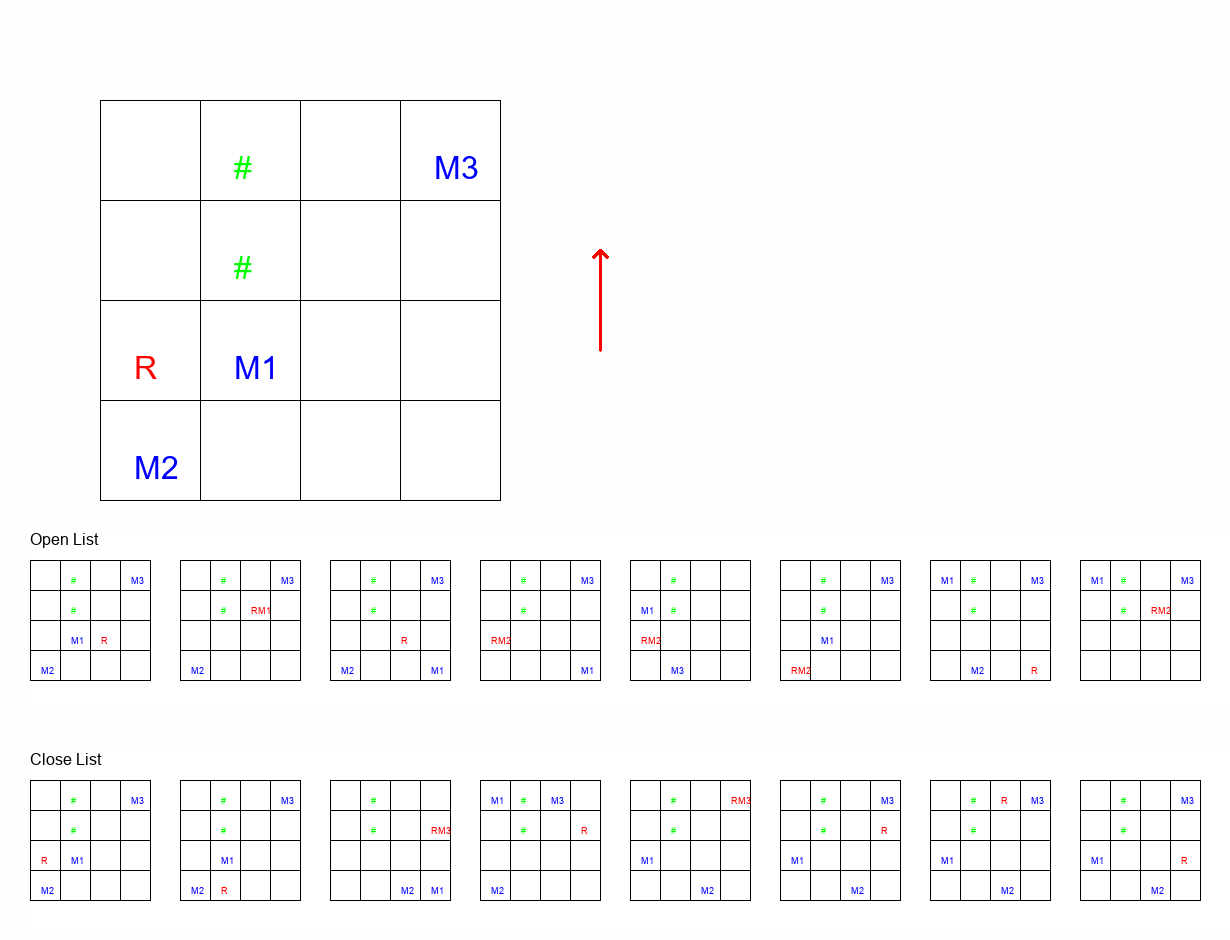 # M3
#
R M1
M2
Open List
# M3 # M3 # M3 # M3 # # M3 M1 # M3 M1 # M3
# # RM1 # # M1 # # # # RM2
M1 R R RM2 RM2 M1
M2 M2 M2 M1 M1 M3 RM2 M2 R
Close List
# M3 # M3 # M1 # M3 # RM3 # M3 # R M3 # M3
# # # RM3 # R # # R # #
R M1 M1 M1 M1 M1 M1 R
M2 M2 R M2 M1 M2 M2 M2 M2 M2